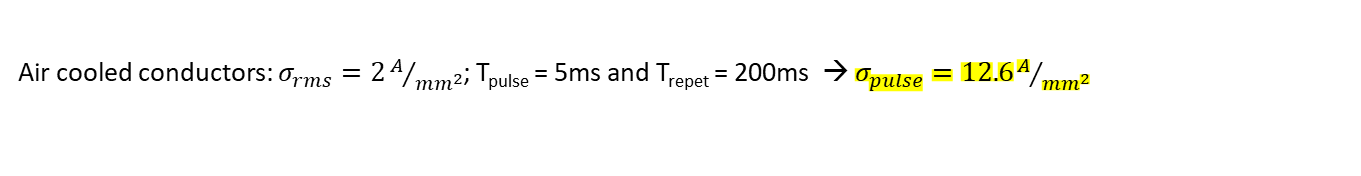 Air cooled conductors: σrms = 2 A/mm²; Tpulse = 5ms and Trepet = 200ms → σpulse = 12.6 A/mm²